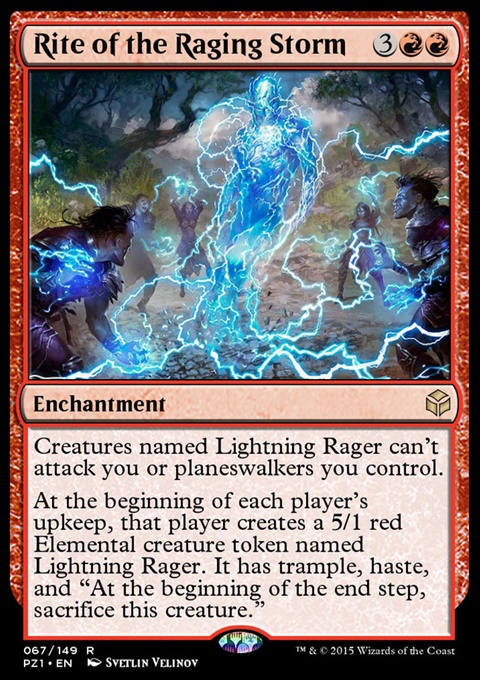 Rite of the Raging Storm 3
Enchantment
Creatures named Lightning Rager can't
attack you or planeswalkers you control.
At the beginning of each player's
upkeep, that player creates a 5/1 red
Elemental creature token named
Lightning Rager. It has trample, haste,
and “At the beginning of the end step,
sacrifice this creature.”
067/149 R
PZ1 • EN Svetlin Velinov
™ & © 2015 Wizards of the Coast